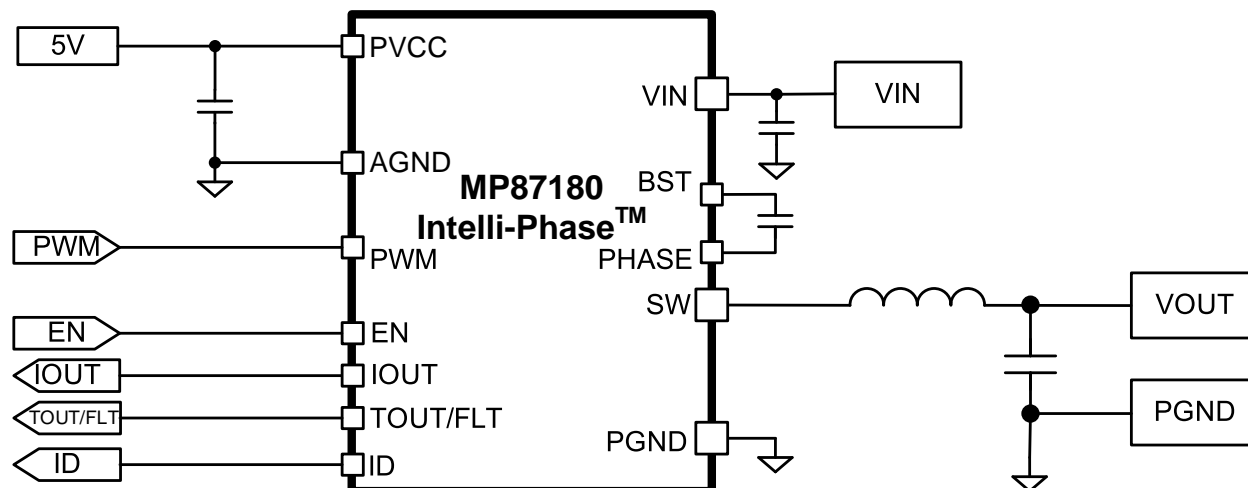 5V
PVCC
AGND
PWM
PWM
EN
EN
IOUT
IOUT
TOUT/FLT
TOUT/FLT
ID
ID
MP87180
Intelli-Phase™
VIN
VIN
BST
PHASE
SW
VOUT
PGND
PGND